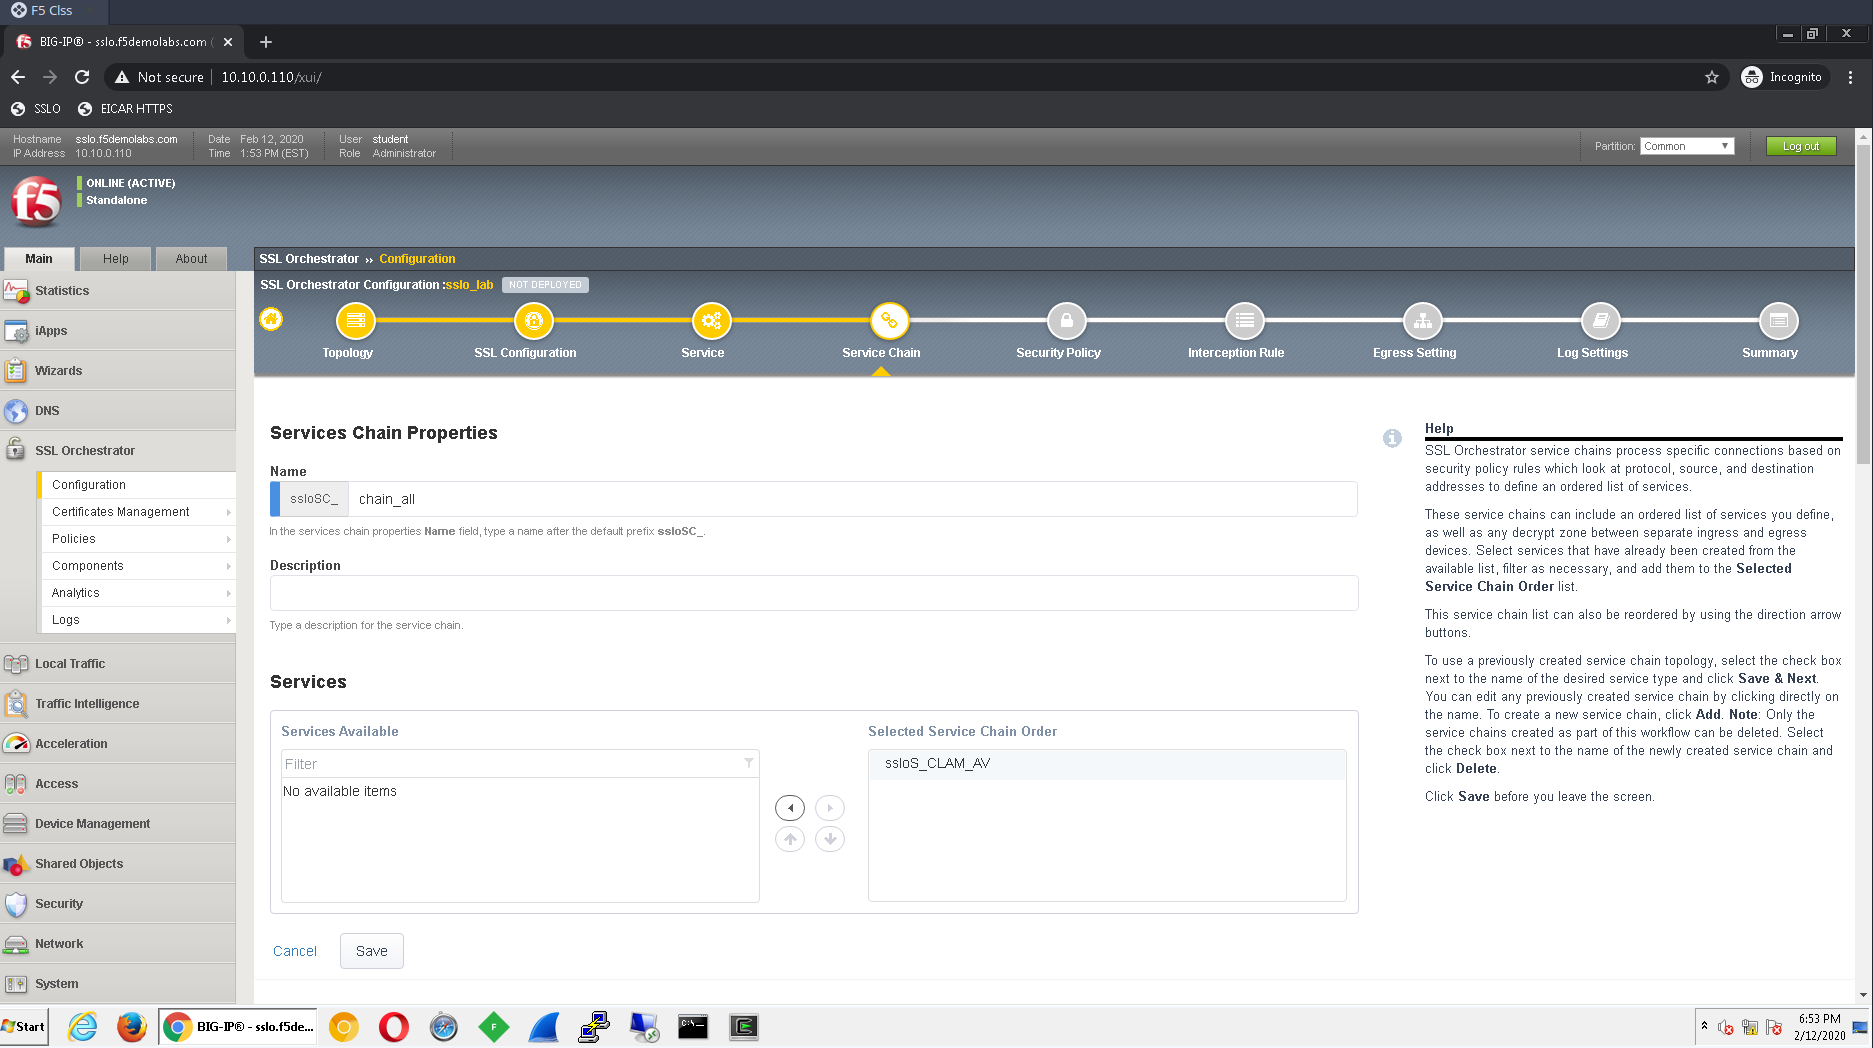 F5 Clss
BIG-IP® - sslo.f5demolabs.com (
Not secure
10.10.0.110/xui/
Incognito
SSLO
EICAR HTTPS
Hostname sslo.f5demolabs.com
IP Address 10.10.0.110
Date Feb 12, 2020
Time 1:53 PM (EST)
User student
Role Administrator
Partition: Common
Log out
f5
ONLINE (ACTIVE)
Standalone
Main
Help
About
Statistics
iApps
Wizards
DNS
SSL Orchestrator
Configuration
Certificates Management
Policies
Components
Analytics
Logs
Local Traffic
Traffic Intelligence
Acceleration
Access
Device Management
Shared Objects
Security
Network
System
SSL Orchestrator ›› Configuration
SSL Orchestrator Configuration :sslo_lab NOT DEPLOYED
Topology
SSL Configuration
Service
Service Chain
Security Policy
Interception Rule
Egress Setting
Log Settings
Summary
Services Chain Properties
Name
ssloSC_ chain_all
In the services chain properties Name field, type a name after the default prefix ssloSC_.
Description
Type a description for the service chain.
Services
Services Available
Filter
No available items
Selected Service Chain Order
ssloS_CLAM_AV
Cancel
Save
Help
SSL Orchestrator service chains process specific connections based on
security policy rules which look at protocol, source, and destination
addresses to define an ordered list of services.
These service chains can include an ordered list of services you define,
as well as any decrypt zone between separate ingress and egress
devices. Select services that have already been created from the
available list, filter as necessary, and add them to the Selected
Service Chain Order list.
This service chain list can also be reordered by using the direction arrow
buttons.
To use a previously created service chain topology, select the check box
next to the name of the desired service type and click Save & Next.
You can edit any previously created service chain by clicking directly on
the name. To create a new service chain, click Add. Note: Only the
service chains created as part of this workflow can be deleted. Select
the check box next to the name of the newly created service chain and
click Delete.
Click Save before you leave the screen.
Start
BIG-IP® - sslo.f5de...
6:53 PM
2/12/2020